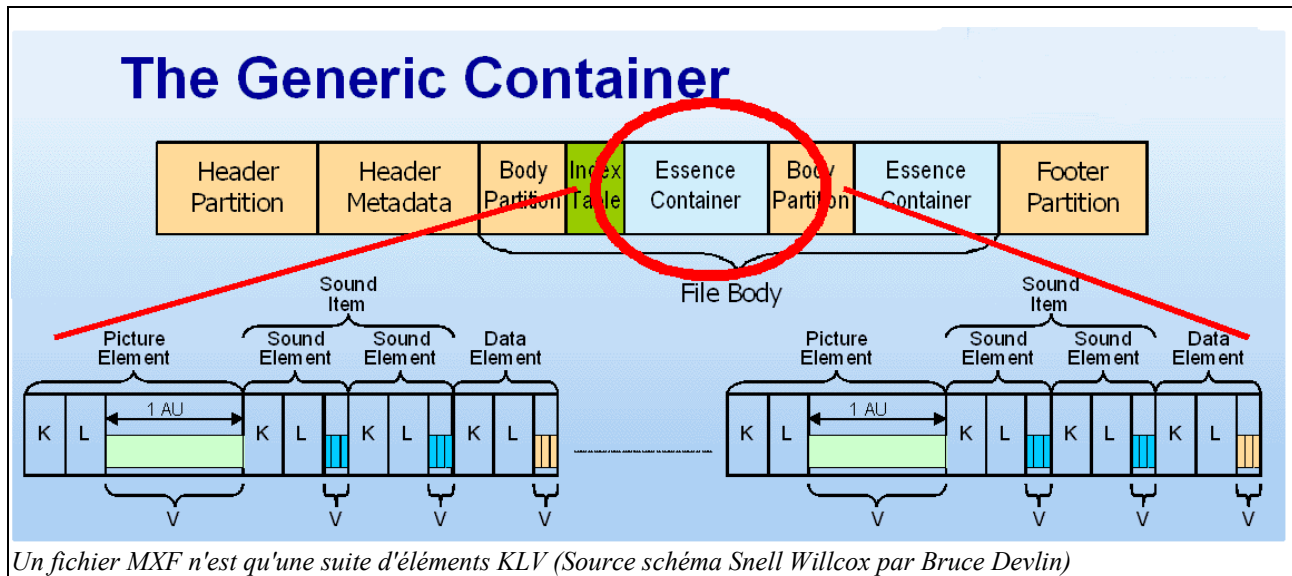 The Generic Container
Header Partition
Header Metadata
Body Partition
Index Table
Essence Container
Body Partition
Essence Container
Footer Partition
File Body
Sound Item
Picture Element
Sound Element
Sound Element
Data Element
1 AU
K L K L K L K L
V V V V
Sound Item
Picture Element
Sound Element
Sound Element
Data Element
1 AU
K L K L K L K L
V V V V
Un fichier MXF n'est qu'une suite d'éléments KLV (Source schéma Snell Willcox par Bruce Devlin)